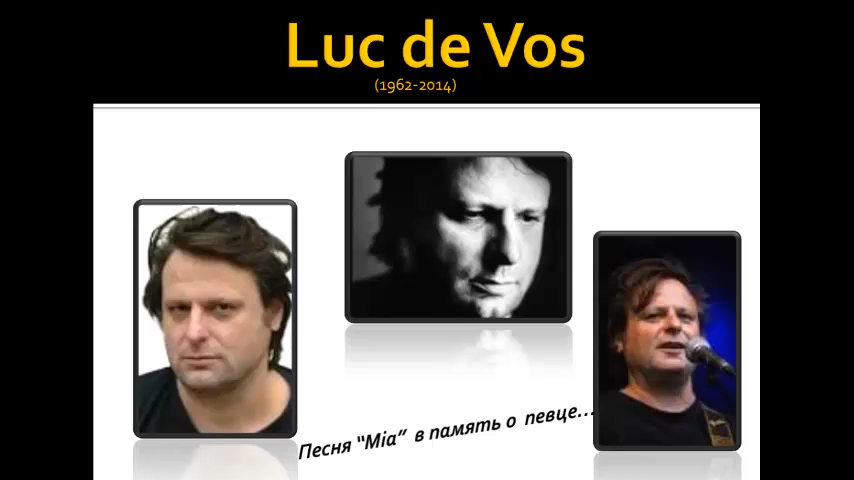 Luc de Vos
(1962-2014)
Песня “Mia” в память о певце...